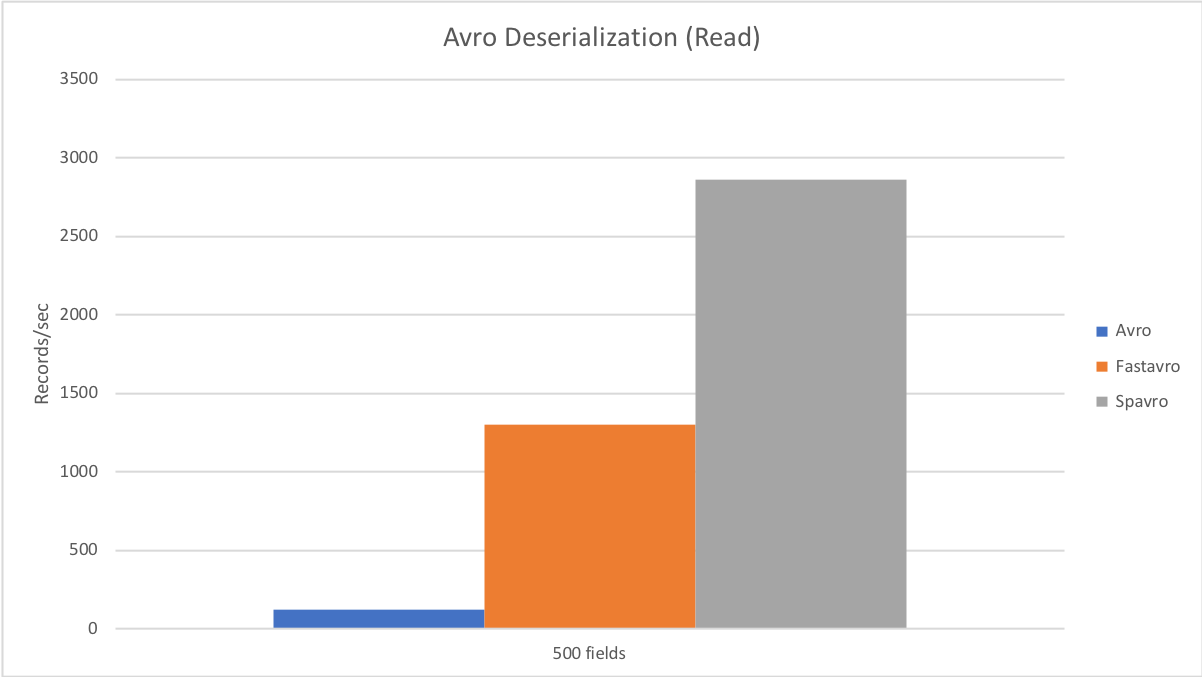 Avro Deserialization (Read)
3500
3000
2500
2000
1500
1000
500
0
Records/sec
500 fields
Avro
Fastavro
Spavro